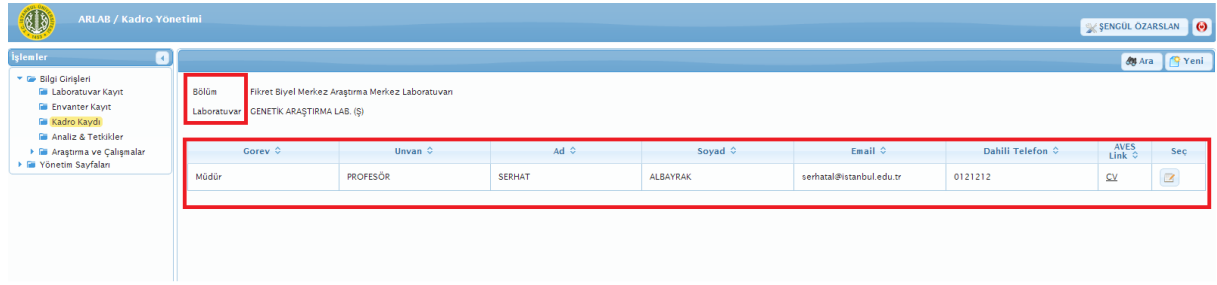 ARLAB / Kadro Yönetimi
ŞENGÜL ÖZARSLAN
İşlemler
Ara
Yeni
Bilgi Girişleri
Laboratuvar Kayıt
Envanter Kayıt
Kadro Kaydı
Analiz & Tetkikler
Araştırma ve Çalışmalar
Yönetim Sayfaları
Bölüm Fikret Biyel Merkez Araştırma Merkez Laboratuvarı
Laboratuvar GENETİK ARAŞTIRMA LAB. (Ş)
Gorev Unvan Ad Soyad Email Dahili Telefon AVES Link Seç
Müdür PROFESÖR SERHAT ALBAYRAK serhatal@istanbul.edu.tr 0121212 CV